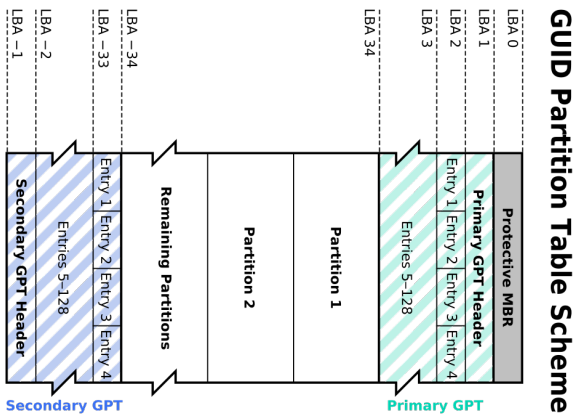 GUID Partition Table Scheme
LBA 0
Protective MBR
LBA 1
Primary GPT Header
LBA 2
Entry 1 Entry 2 Entry 3 Entry 4
LBA 3
Entries 5–128
Primary GPT
LBA 34
Partition 1
Partition 2
Remaining Partitions
LBA −34
Entry 1 Entry 2 Entry 3 Entry 4
LBA −33
Entries 5–128
LBA −2
Secondary GPT Header
LBA −1
Secondary GPT